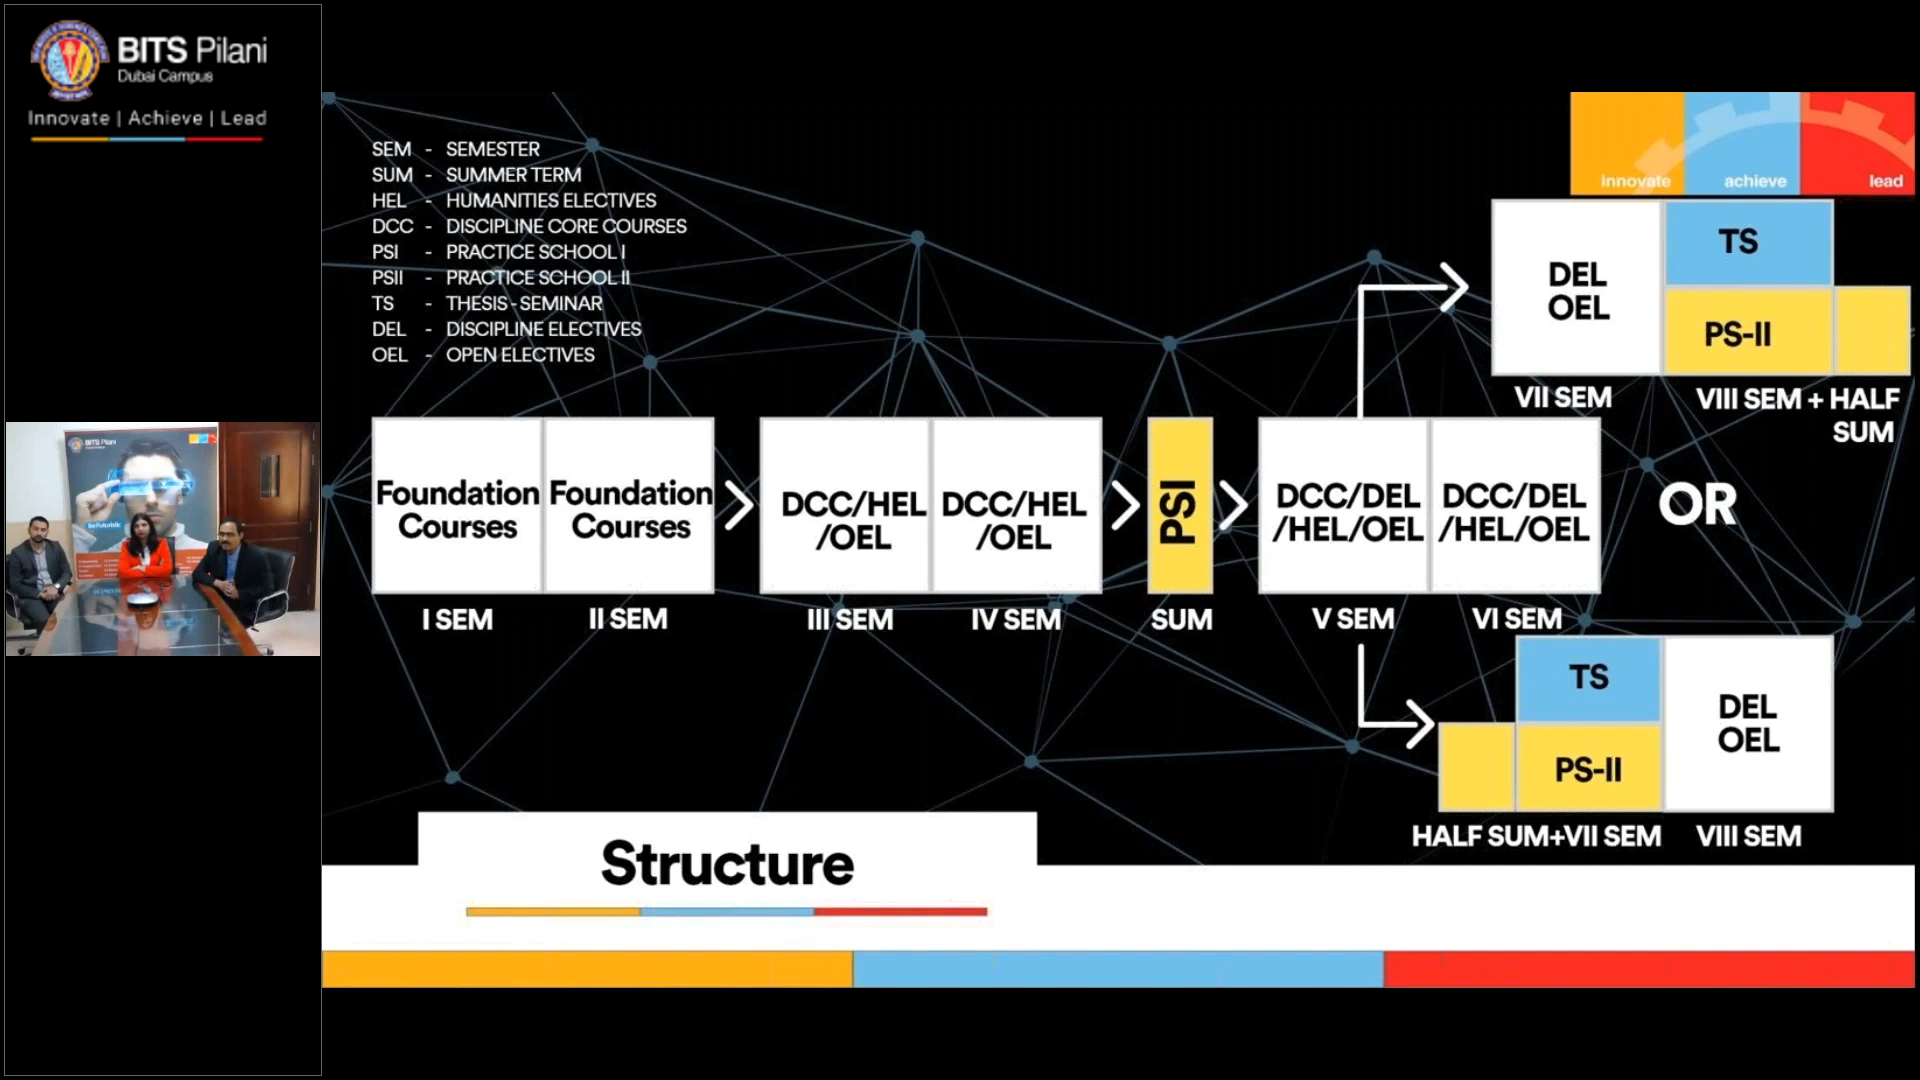 BITS Pilani
Dubai Campus
Innovate | Achieve | Lead
BITS Pilani
innovate
achieve
lead
SEM - SEMESTER
SUM - SUMMER TERM
HEL - HUMANITIES ELECTIVES
DCC - DISCIPLINE CORE COURSES
PSI - PRACTICE SCHOOL I
PSII - PRACTICE SCHOOL II
TS - THESIS - SEMINAR
DEL - DISCIPLINE ELECTIVES
OEL - OPEN ELECTIVES
Foundation
Courses
I SEM
Foundation
Courses
II SEM
DCC/HEL
/OEL
III SEM
DCC/HEL
/OEL
IV SEM
PSI
SUM
DCC/DEL
/HEL/OEL
V SEM
DCC/DEL
/HEL/OEL
VI SEM
DEL
OEL
VII SEM
TS
PS-II
VIII SEM + HALF
SUM
OR
TS
PS-II
HALF SUM+VII SEM
DEL
OEL
VIII SEM
Structure